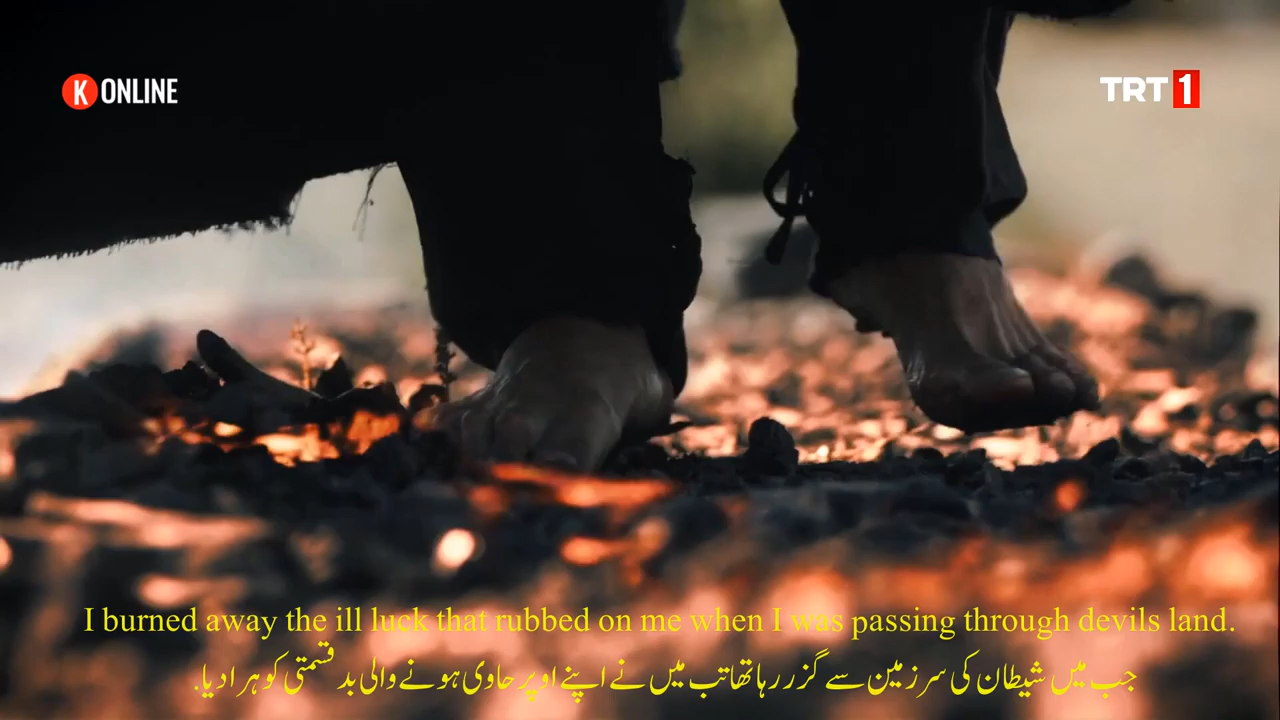 K ONLINE
TRT 1
I burned away the ill luck that rubbed on me when I was passing through devils land.
جب میں شیطان کی سرزمین سے گزر رہا تھا تب میں نے اپنے اوپر حاوی ہونے والی بد قسمتی کو ہرا دیا.